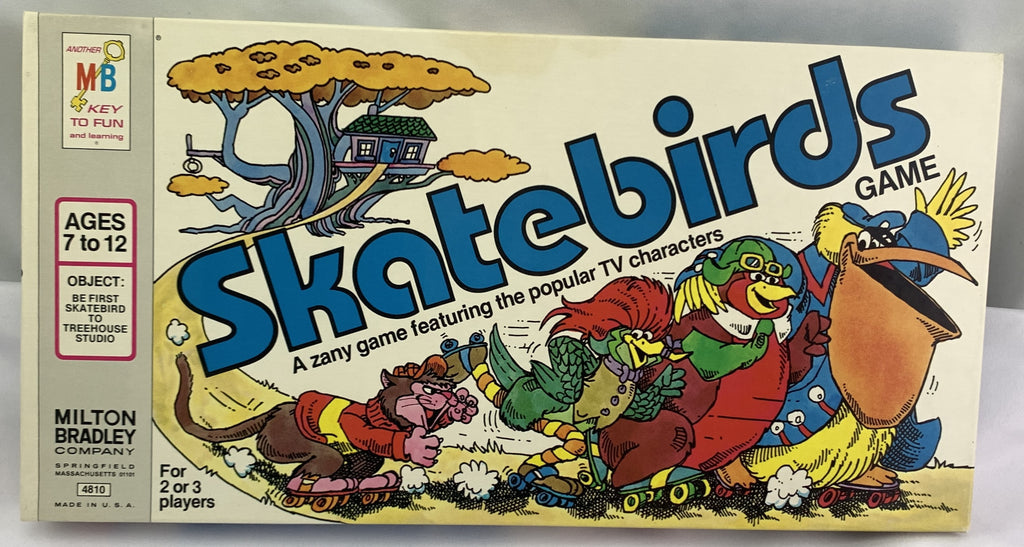 ANOTHER
MB
KEY
TO FUN
and learning
®
AGES
7 to 12
OBJECT:
BE FIRST
SKATEBIRD
TO
TREEHOUSE
STUDIO
MILTON
BRADLEY
COMPANY
SPRINGFIELD
MASSACHUSETTS 01101
4810
MADE IN U.S.A.
®
Skatebirds
GAME
A zany game featuring the popular TV characters
For
2 or 3
players